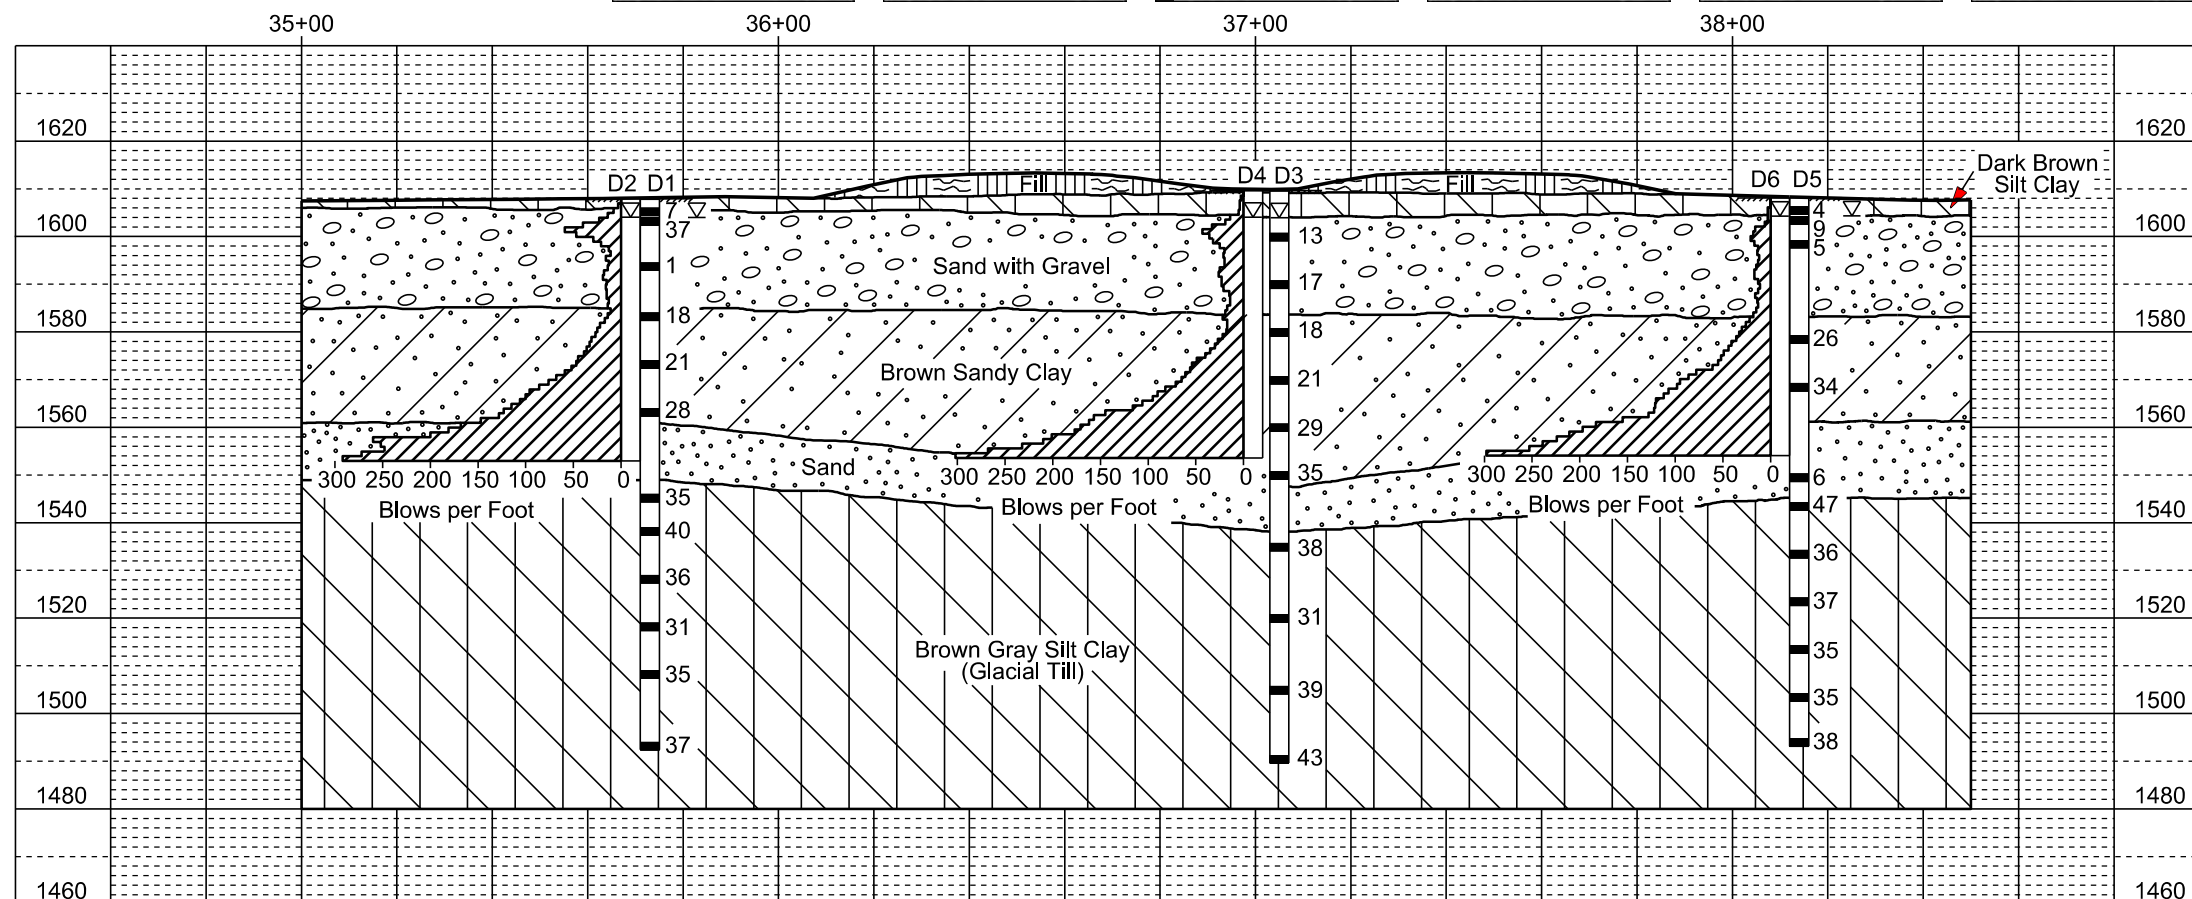 35+00 36+00 37+00 38+00
1620 1620
Dark Brown
Silt Clay
D2 D1 Fill D4 D3 Fill D6 D5
1600 1600
7
37
1
18
21
28
35
40
36
31
35
37
Sand with Gravel
Brown Sandy Clay
Sand
13
17
18
21
29
35
38
31
39
43
4
9
5
26
34
6
47
36
37
35
35
38
1580 1580
1560 1560
300 250 200 150 100 50 0
Blows per Foot
300 250 200 150 100 50 0
Blows per Foot
300 250 200 150 100 50 0
Blows per Foot
1540 1540
1520 1520
Brown Gray Silt Clay
(Glacial Till)
1500 1500
1480 1480
1460 1460